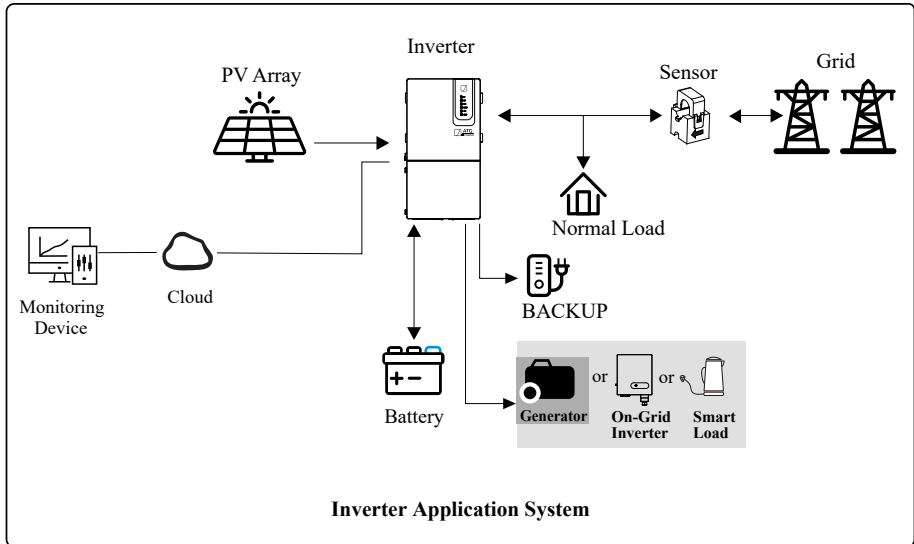 Inverter
PV Array
Sensor
Grid
ATG
Normal Load
Cloud
Monitoring
Device
BACKUP
Battery
or
or
Generator
On-Grid
Inverter
Smart
Load
Inverter Application System